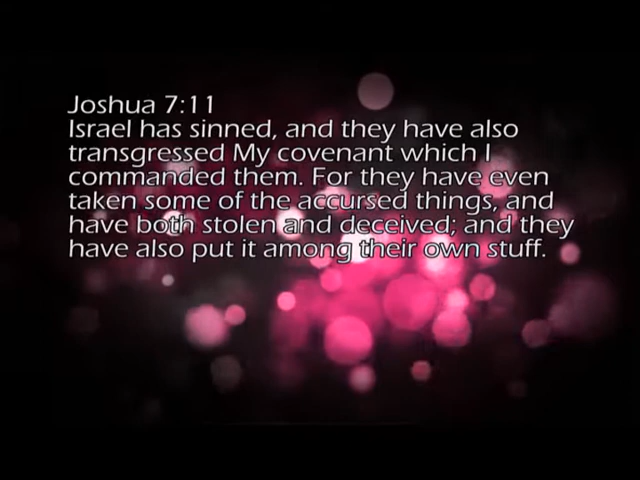 Joshua 7:11
Israel has sinned, and they have also
transgressed My covenant which I
commanded them. For they have even
taken some of the accursed things, and
have both stolen and deceived; and they
have also put it among their own stuff.